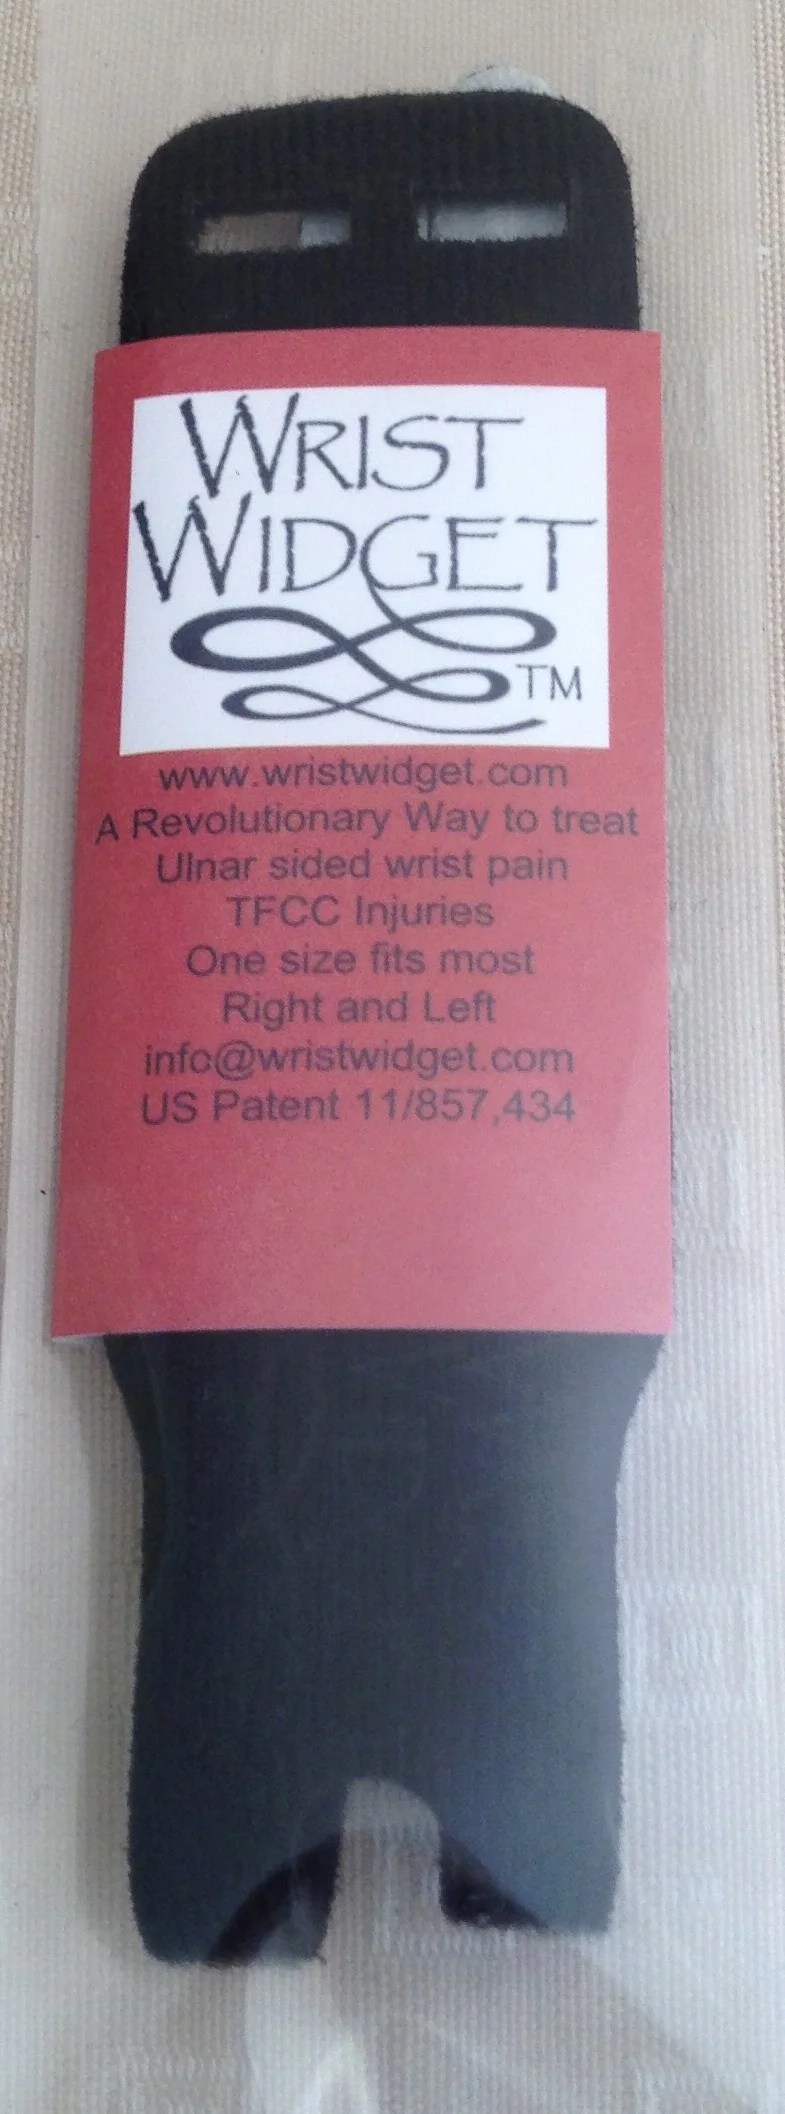 WRIST
WIDGET
TM
www.wristwidget.com
A Revolutionary Way to treat
Ulnar sided wrist pain
TFCC Injuries
One size fits most
Right and Left
info@wristwidget.com
US Patent 11/857,434